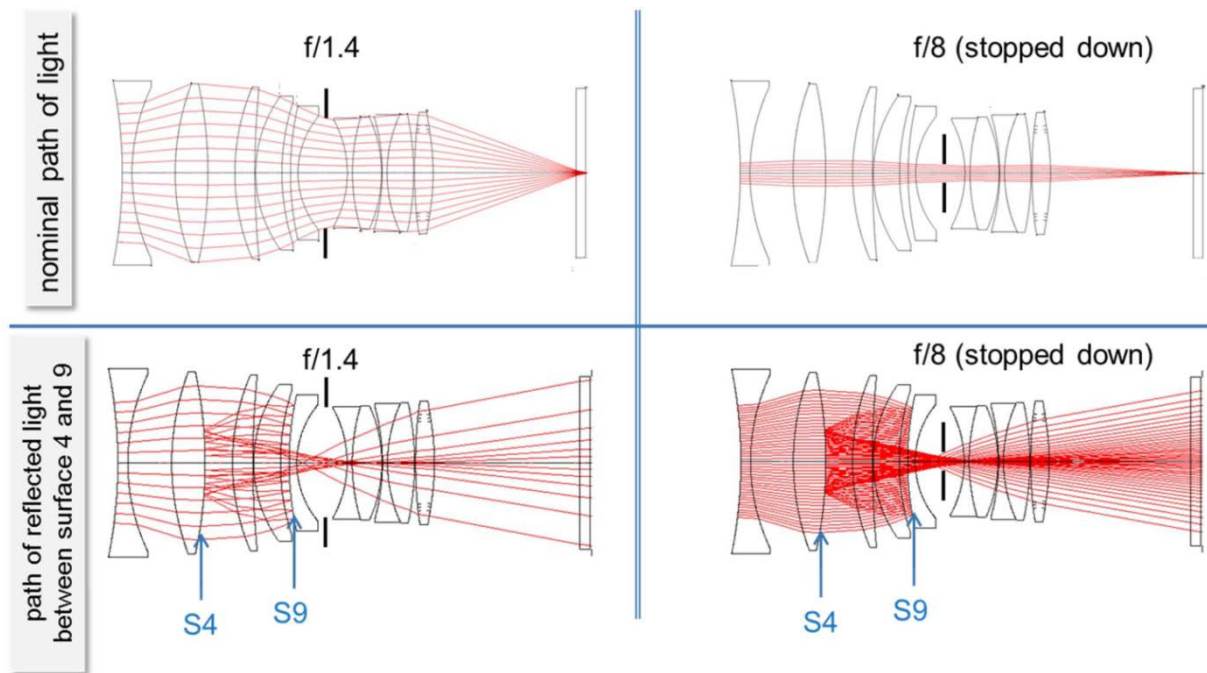 nominal path of light
f/1.4
f/8 (stopped down)
path of reflected light
between surface 4 and 9
f/1.4
f/8 (stopped down)
S4
S9
S4
S9